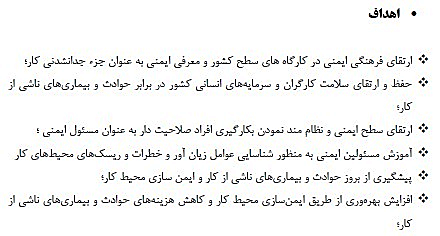 • اهداف
❖ ارتقای فرهنگی ایمنی در کارگاه های سطح کشور و معرفی ایمنی به عنوان جزء جدانشدنی کار؛
❖ حفظ و ارتقای سلامت کارگران و سرمایه‌های انسانی کشور در برابر حوادث و بیماری‌های ناشی از
کار؛
❖ ارتقای سطح ایمنی و نظام مند نمودن بکارگیری افراد صلاحیت دار به عنوان مسئول ایمنی ؛
❖ آموزش مسئولین ایمنی به منظور شناسایی عوامل زیان آور و خطرات و ریسک‌های محیط‌های کار
❖ پیشگیری از بروز حوادث و بیماری‌های ناشی از کار و ایمن سازی محیط کار؛
❖ افزایش بهره‌وری از طریق ایمن‌سازی محیط کار و کاهش هزینه‌های حوادث و بیماری‌های ناشی از
کار؛